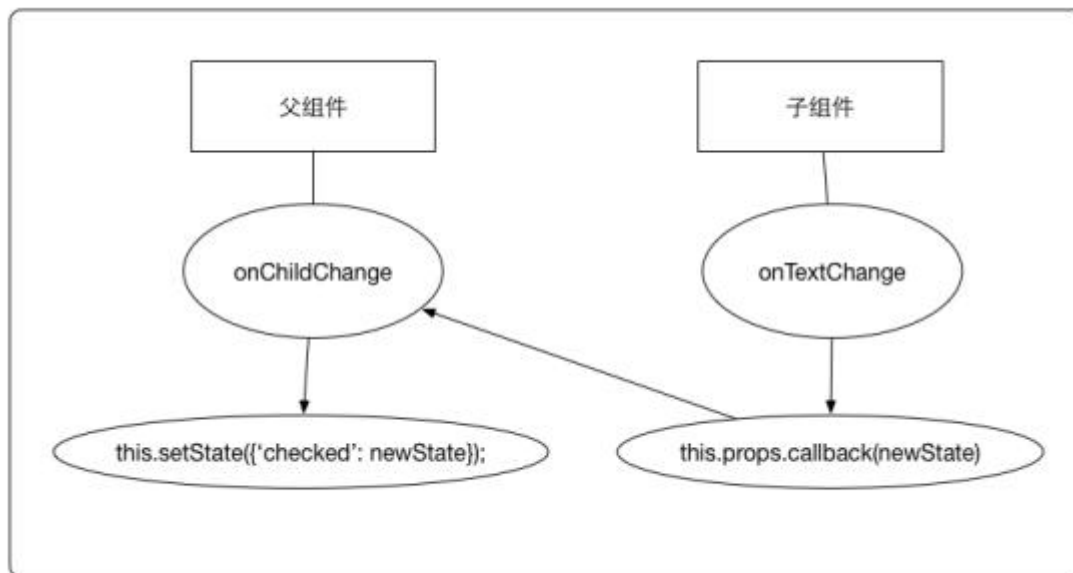 父组件
子组件
onChildChange
onTextChange
this.setState({‘checked’: newState});
this.props.callback(newState)